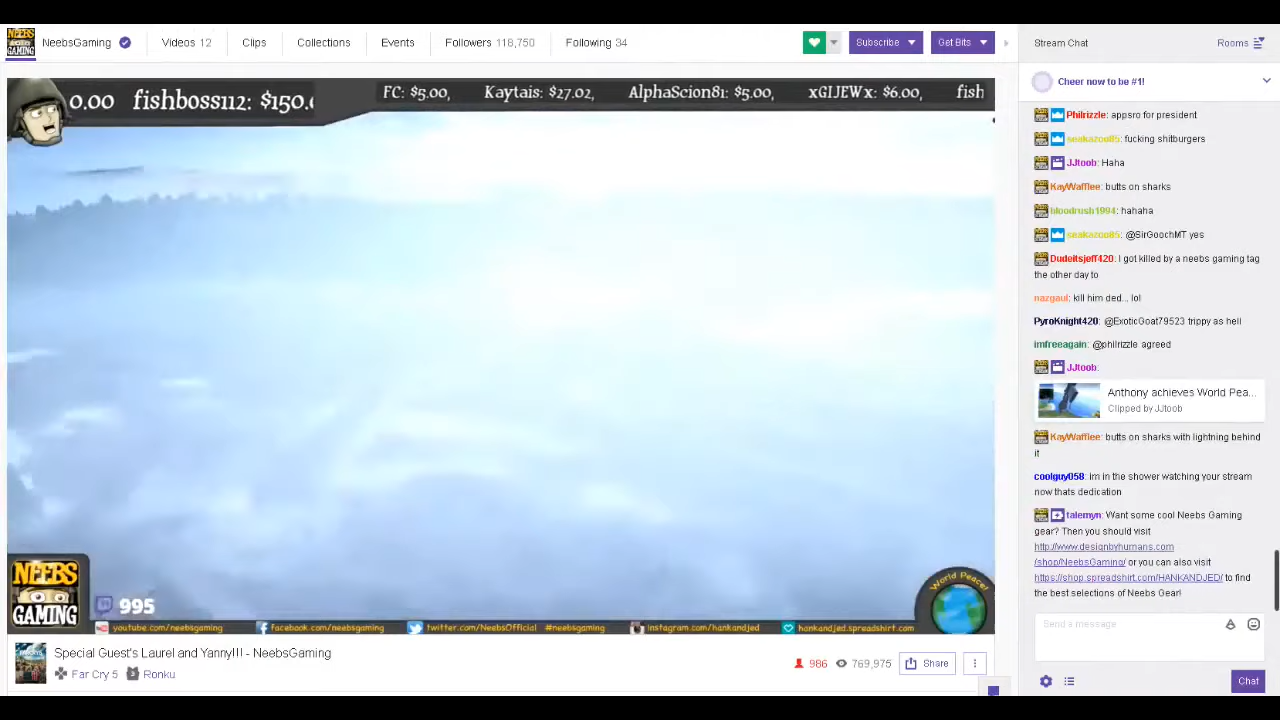 NeebsGaming Videos 12 Clips Collections Events Followers 118,750 Following 34 Subscribe Get Bits Stream Chat Rooms
0.00 fishboss112: $150.
FC: $5.00, Kaytais: $27.02, AlphaScion81: $5.00, xGIJEWx: $6.00, fish
NEEBS
GAMING
995
World Peace!
youtube.com/neebsgaming facebook.com/neebsgaming twitter.com/NeebsOfficial #neebsgaming instagram.com/hankandjed hankandjed.spreadshirt.com
Special Guest's Laurel and Yanny!!! - NeebsGaming
Far Cry 5 Ronku
986 769,975 Share
Cheer now to be #1!
Philrizzle: appsro for president
seakazoo85: fucking shitburgers
JJtoob: Haha
KayWafflee: butts on sharks
bloodrush1994: hahaha
seakazoo85: @SirGoochMT yes
Dudeitsjeff420: I got killed by a neebs gaming tag
the other day to
nazgaul: kill him ded... lol
PyroKnight420: @ExoticGoat79523 trippy as hell
imfreeagain: @philrizzle agreed
JJtoob:
Anthony achieves World Pea...
Clipped by JJtoob
KayWafflee: butts on sharks with lightning behind
it
coolguy058: im in the shower watching your stream
now thats dedication
talemyn: Want some cool Neebs Gaming
gear? Then you should visit
http://www.designbyhumans.com
/shop/NeebsGaming/ or you can also visit
https://shop.spreadshirt.com/HANKANDJED/ to find
the best selections of Neebs Gear!
Send a message
Chat